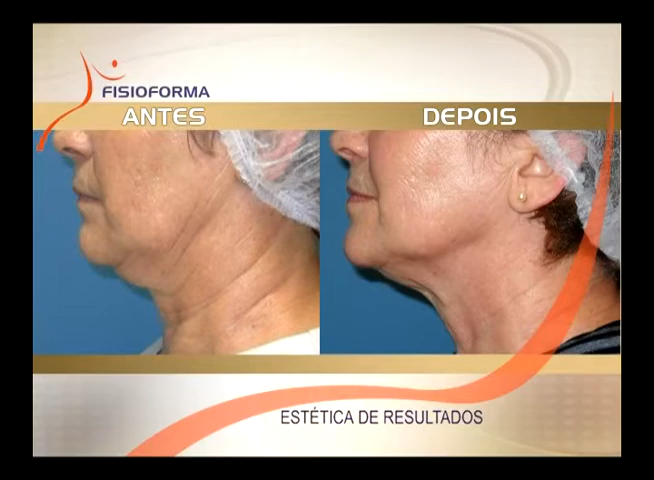 FISIOFORMA
ANTES
DEPOIS
ESTÉTICA DE RESULTADOS